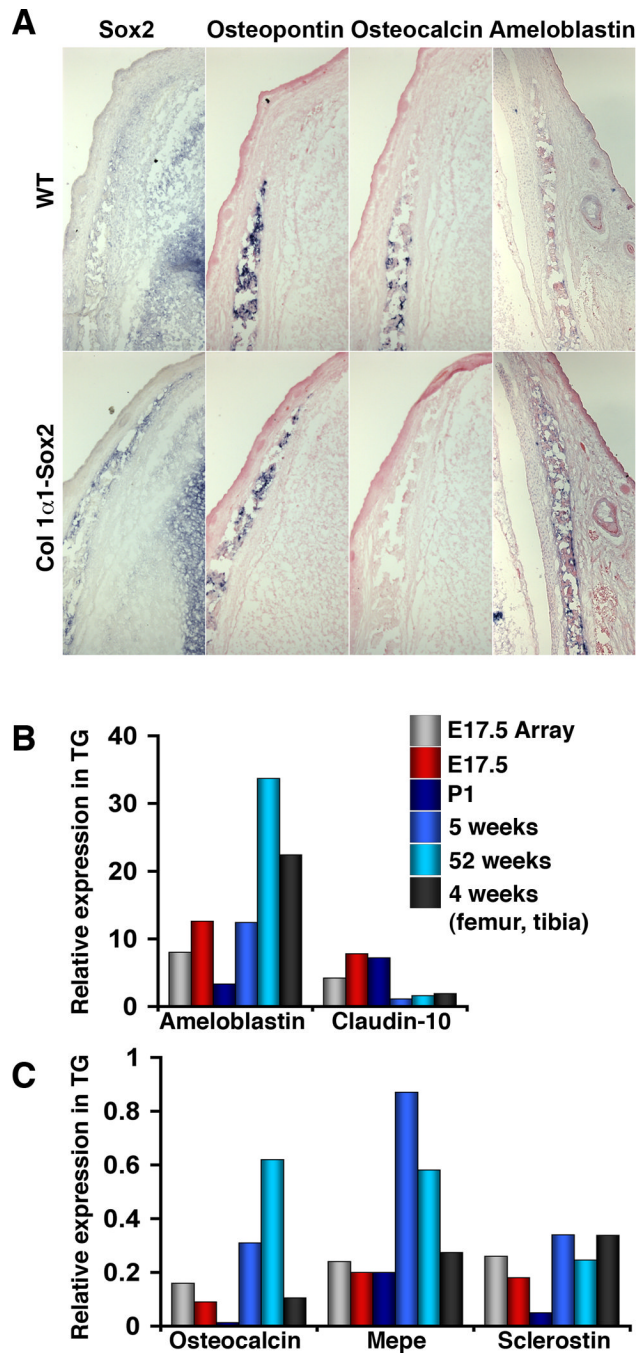 A
Sox2 Osteopontin Osteocalcin Ameloblastin
WT
Col 1α1-Sox2
B
Relative expression in TG
40
30
20
10
0
Ameloblastin Claudin-10
E17.5 Array
E17.5
P1
5 weeks
52 weeks
4 weeks
(femur, tibia)
C
Relative expression in TG
1
0.8
0.6
0.4
0.2
0
Osteocalcin Mepe Sclerostin